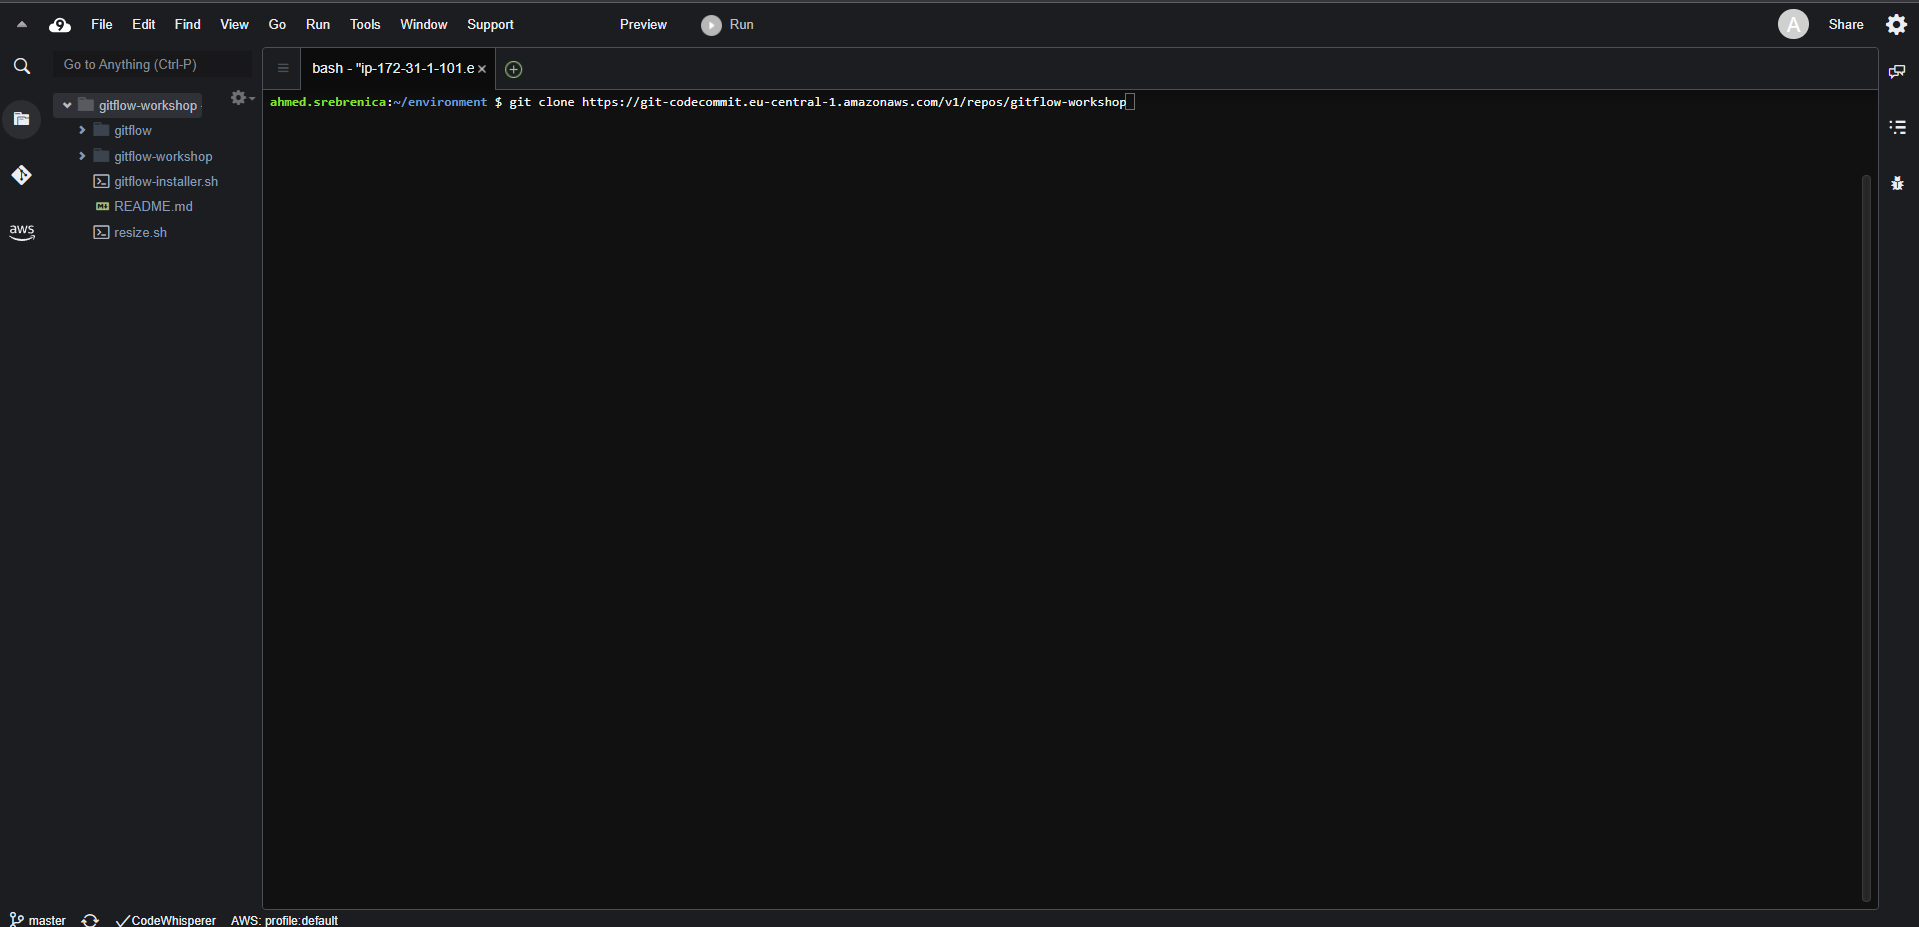 File Edit Find View Go Run Tools Window Support Preview Run A Share
Go to Anything (Ctrl-P)
bash - "ip-172-31-1-101.e
gitflow-workshop
ahmed.srebrenica:~/environment $ git clone https://git-codecommit.eu-central-1.amazonaws.com/v1/repos/gitflow-workshop
gitflow
gitflow-workshop
gitflow-installer.sh
README.md
resize.sh
aws
master CodeWhisperer AWS: profile:default